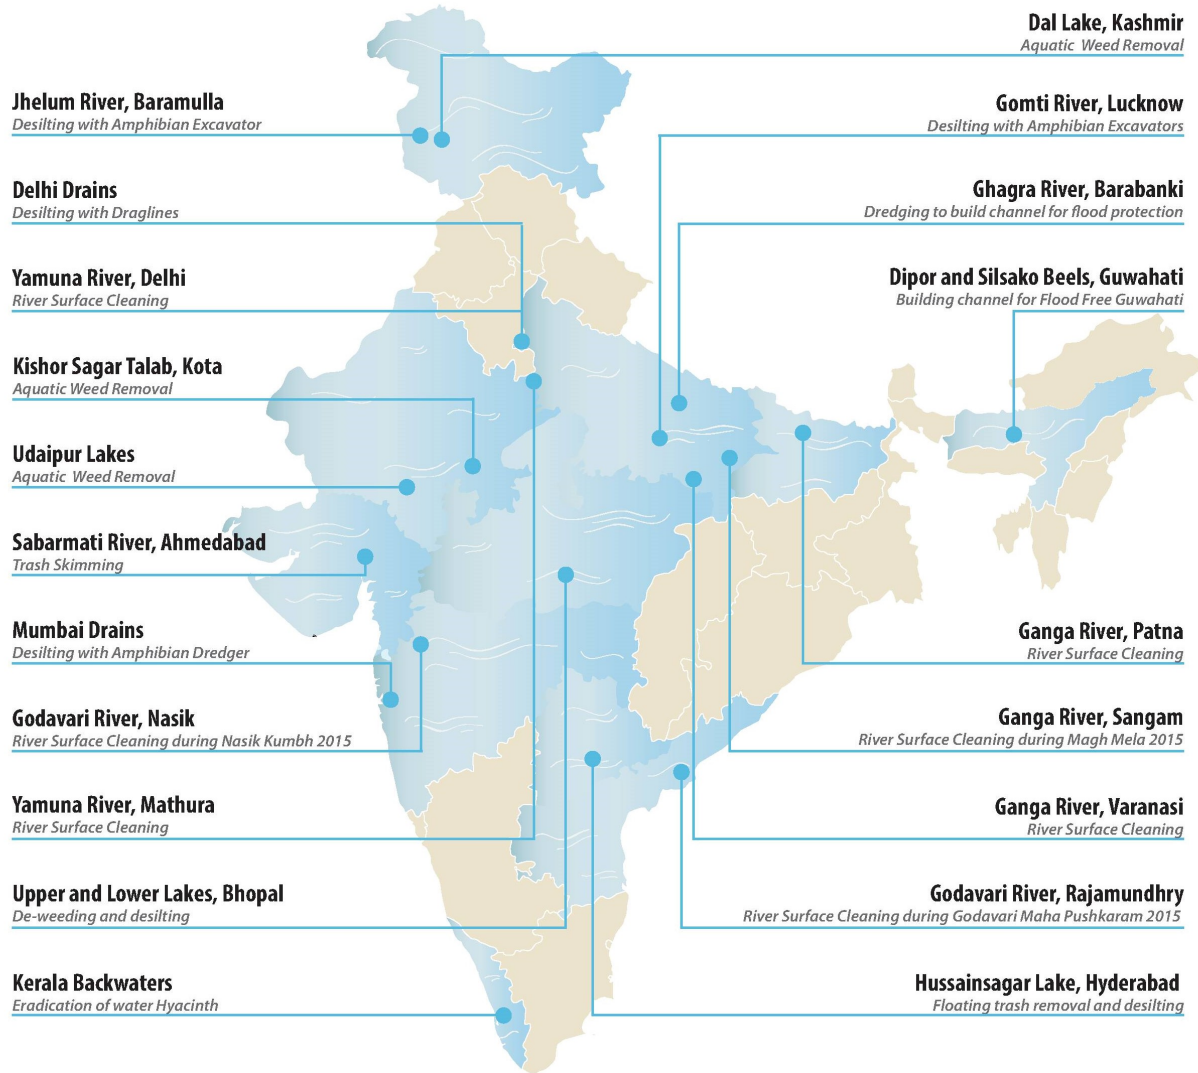 Dal Lake, Kashmir
Aquatic Weed Removal
Jhelum River, Baramulla
Desilting with Amphibian Excavator
Gomti River, Lucknow
Desilting with Amphibian Excavators
Delhi Drains
Desilting with Draglines
Ghagra River, Barabanki
Dredging to build channel for flood protection
Yamuna River, Delhi
River Surface Cleaning
Dipor and Silsako Beels, Guwahati
Building channel for Flood Free Guwahati
Kishor Sagar Talab, Kota
Aquatic Weed Removal
Udaipur Lakes
Aquatic Weed Removal
Sabarmati River, Ahmedabad
Trash Skimming
Mumbai Drains
Desilting with Amphibian Dredger
Ganga River, Patna
River Surface Cleaning
Godavari River, Nasik
River Surface Cleaning during Nasik Kumbh 2015
Ganga River, Sangam
River Surface Cleaning during Magh Mela 2015
Yamuna River, Mathura
River Surface Cleaning
Ganga River, Varanasi
River Surface Cleaning
Upper and Lower Lakes, Bhopal
De-weeding and desilting
Godavari River, Rajamundhry
River Surface Cleaning during Godavari Maha Pushkaram 2015
Kerala Backwaters
Eradication of water Hyacinth
Hussainsagar Lake, Hyderabad
Floating trash removal and desilting